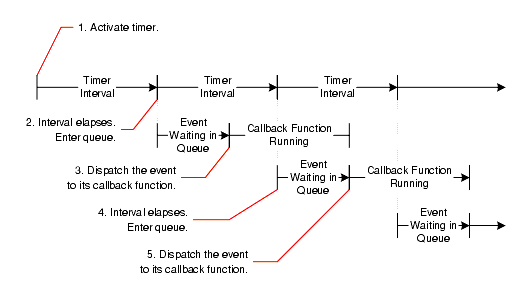 1. Activate timer.
Timer
Interval
Timer
Interval
Timer
Interval
2. Interval elapses.
Enter queue.
Event
Waiting in
Queue
Callback Function
Running
3. Dispatch the event
to its callback function.
Event
Waiting in
Queue
Callback Function
Running
4. Interval elapses.
Enter queue.
Event
Waiting in
Queue
5. Dispatch the event
to its callback function.